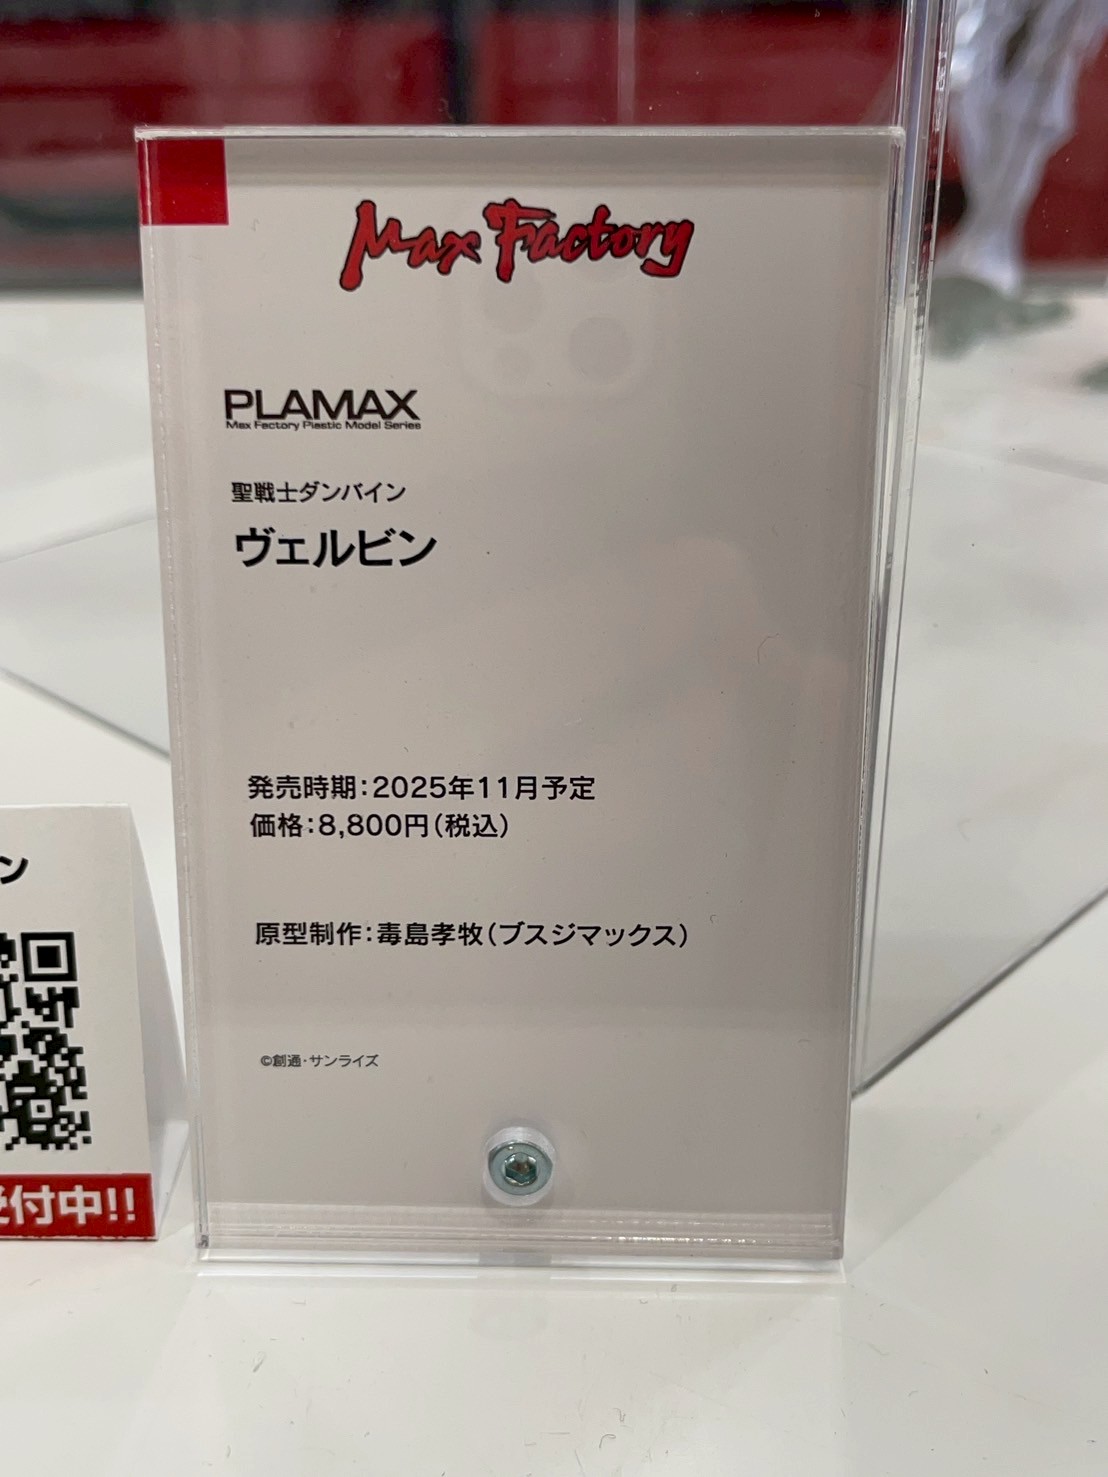 Max Factory
PLAMAX
Max Factory Plastic Model Series
聖戦士ダンバイン
ヴェルビン
発売時期：2025年11月予定
価格：8,800円（税込）
原型制作：毒島孝牧（ブスジマックス）
©創通・サンライズ
ン
付中!!